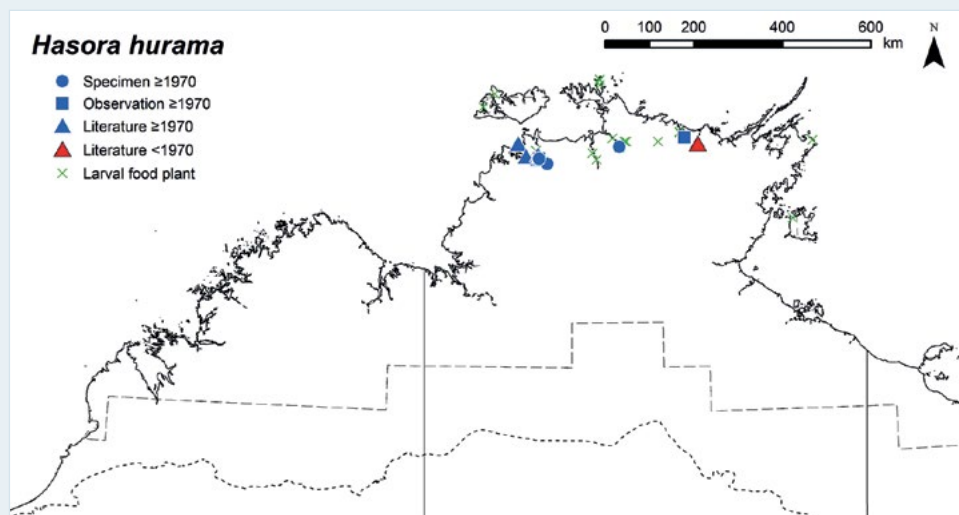 Hasora hurama
Specimen ≥1970
Observation ≥1970
Literature ≥1970
Literature <1970
Larval food plant
0 100 200 400 600
km
N